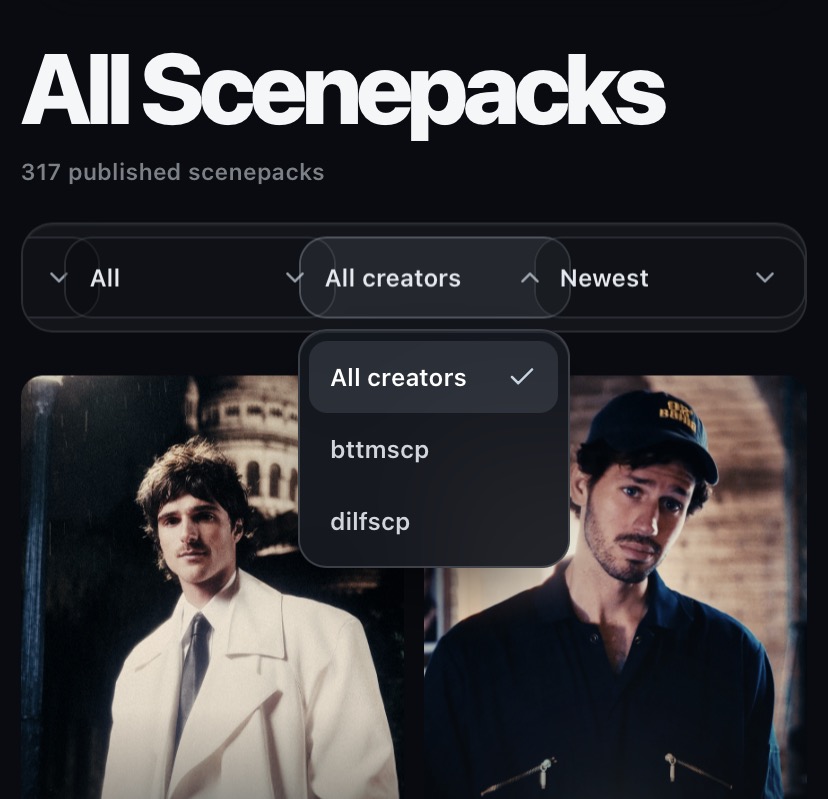 All Scenepacks
317 published scenepacks
All
All creators
Newest
All creators
bttmscp
dilfscp